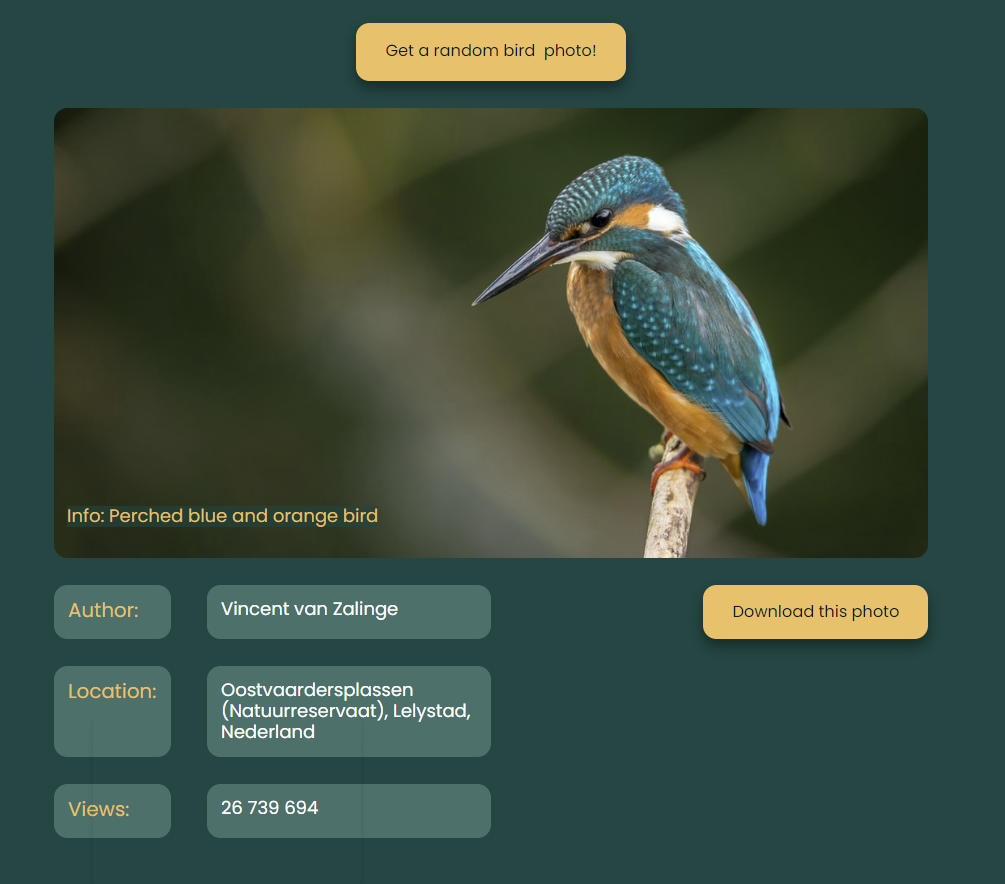 Get a random bird  photo!
Info: Perched blue and orange bird
Author:
Vincent van Zalinge
Download this photo
Location:
Oostvaardersplassen
(Natuurreservaat), Lelystad,
Nederland
Views:
26 739 694